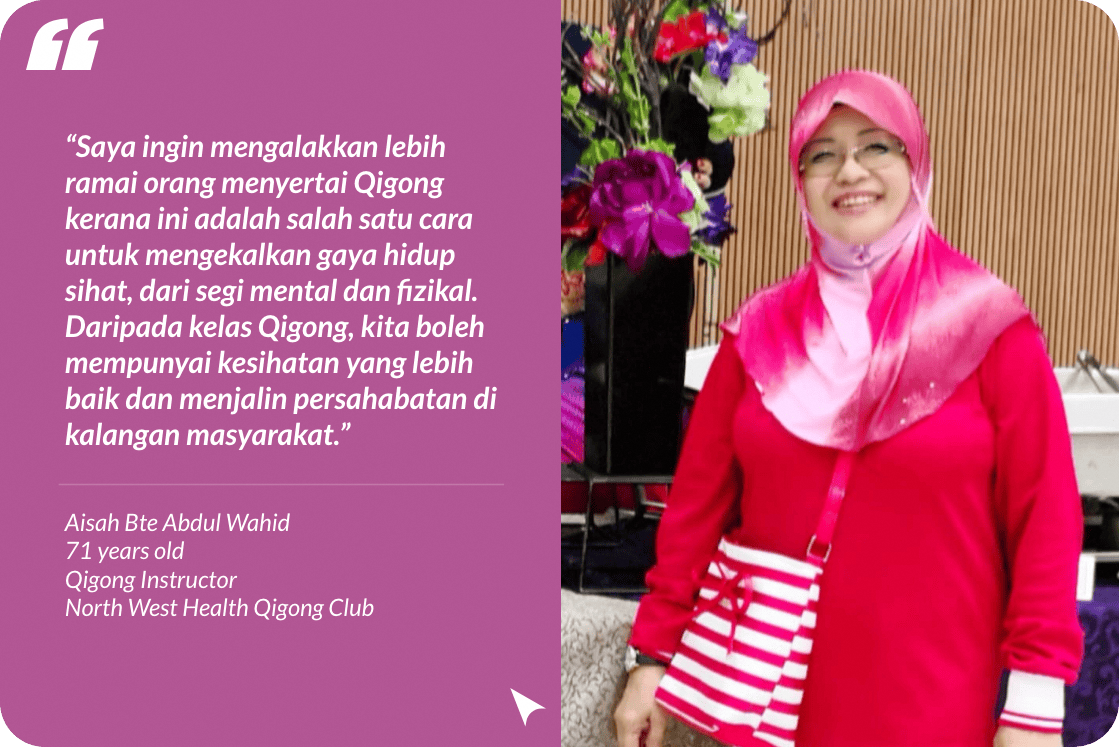 “Saya ingin mengalakkan lebih
ramai orang menyertai Qigong
kerana ini adalah salah satu cara
untuk mengekalkan gaya hidup
sihat, dari segi mental dan fizikal.
Daripada kelas Qigong, kita boleh
mempunyai kesihatan yang lebih
baik dan menjalin persahabatan di
kalangan masyarakat.”
Aisah Bte Abdul Wahid
71 years old
Qigong Instructor
North West Health Qigong Club